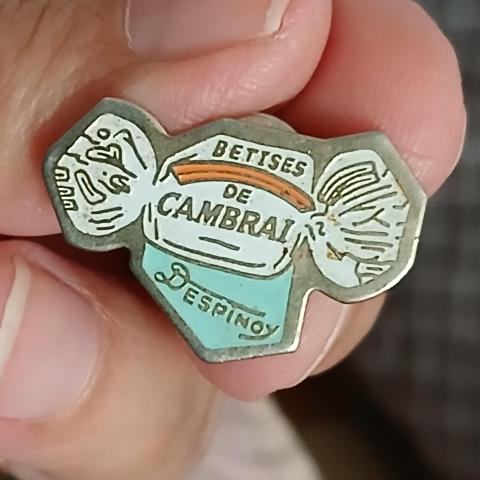 BETISES
DE
CAMBRAI
DESPINOY